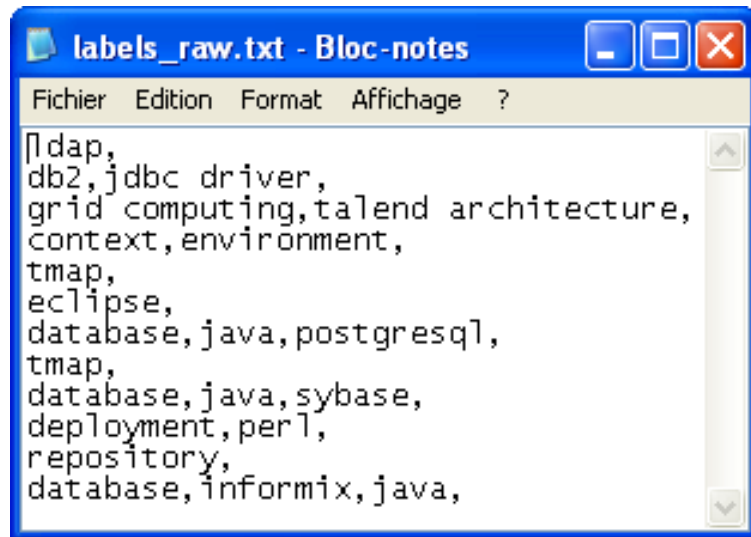 labels_raw.txt - Bloc-notes
Fichier Edition Format Affichage ?
ldap,
db2,jdbc driver,
grid computing,talend architecture,
context,environment,
tmap,
eclipse,
database,java,postgresql,
tmap,
database,java,sybase,
deployment,perl,
repository,
database,informix,java,